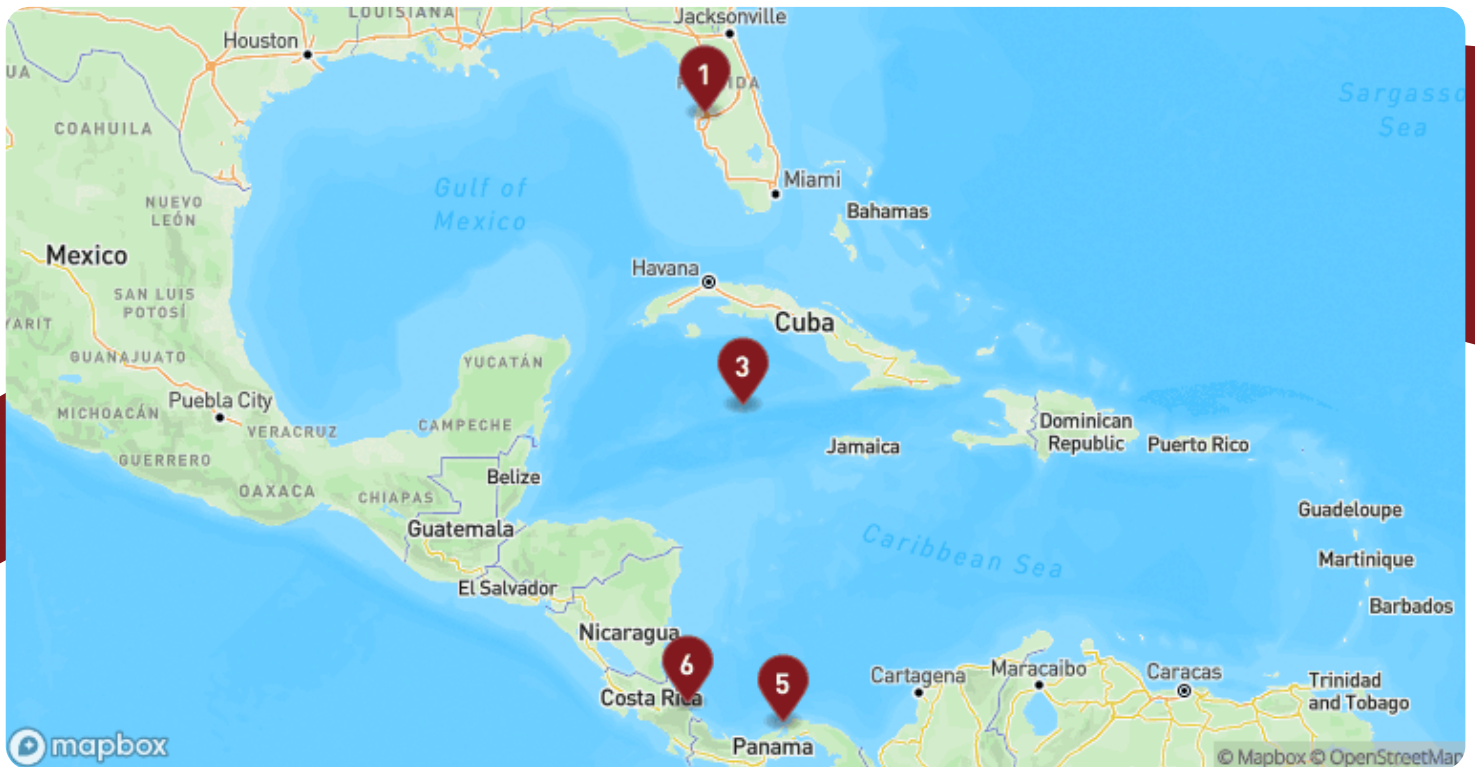 LOUISIANA
Jacksonville
Houston
1
UA
Sargasso
Sea
COAHUILA
Miami
Gulf of
Mexico
NUEVO
LEÓN
Bahamas
Mexico
Havana
SAN LUIS
POTOSÍ
Cuba
YARIT
GUANAJUATO
YUCATÁN
3
Puebla City
MICHOACÁN
VERACRUZ
CAMPECHE
Dominican
Republic
Puerto Rico
Jamaica
GUERRERO
OAXACA
CHIAPAS
Belize
Guatemala
Guadeloupe
Caribbean Sea
Martinique
El Salvador
Barbados
Nicaragua
6
5
Costa Rica
Cartagena
Maracaibo
Caracas
Trinidad
and Tobago
Panama
mapbox
© Mapbox © OpenStreetMap